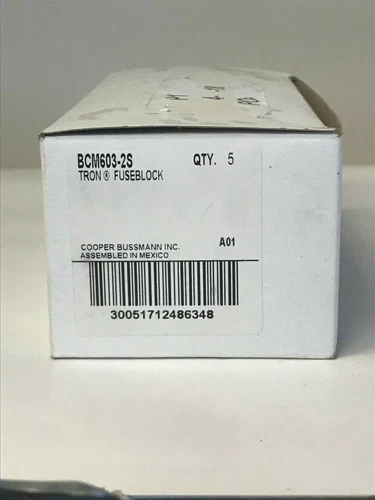 BCM603-2S QTY. 5
TRON ® FUSEBLOCK
COOPER BUSSMANN INC. A01
ASSEMBLED IN MEXICO
30051712486348